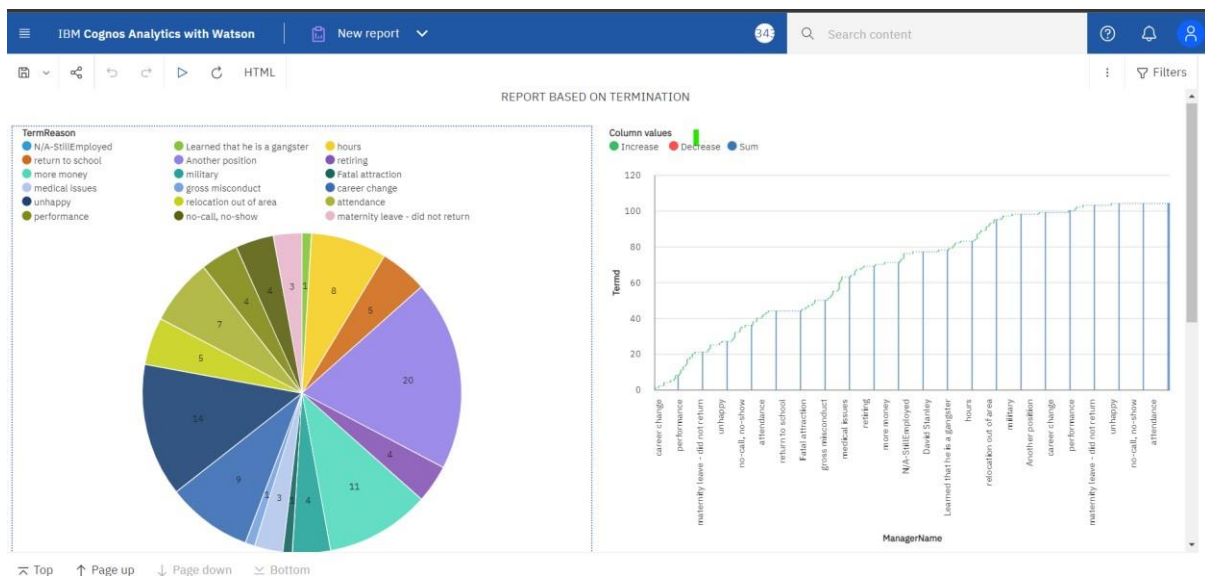 IBM Cognos Analytics with Watson
New report
343
Search content
HTML
Filters
REPORT BASED ON TERMINATION
TermReason
N/A-StillEmployed
Learned that he is a gangster
hours
return to school
Another position
retiring
more money
military
Fatal attraction
medical issues
gross misconduct
career change
unhappy
relocation out of area
attendance
performance
no-call, no-show
maternity leave - did not return
1
8
5
20
4
11
4
1
3
1
9
14
5
7
4
4
3
Column values
Increase
Decrease
Sum
120
100
80
60
40
20
0
Termd
career change
performance
maternity leave - did not return
unhappy
no-call, no-show
attendance
return to school
Fatal attraction
gross misconduct
medical issues
retiring
more money
N/A-StillEmployed
David Stanley
Learned that he is a gangster
hours
relocation out of area
military
Another position
career change
performance
maternity leave - did not return
unhappy
no-call, no-show
attendance
ManagerName
Top
Page up
Page down
Bottom